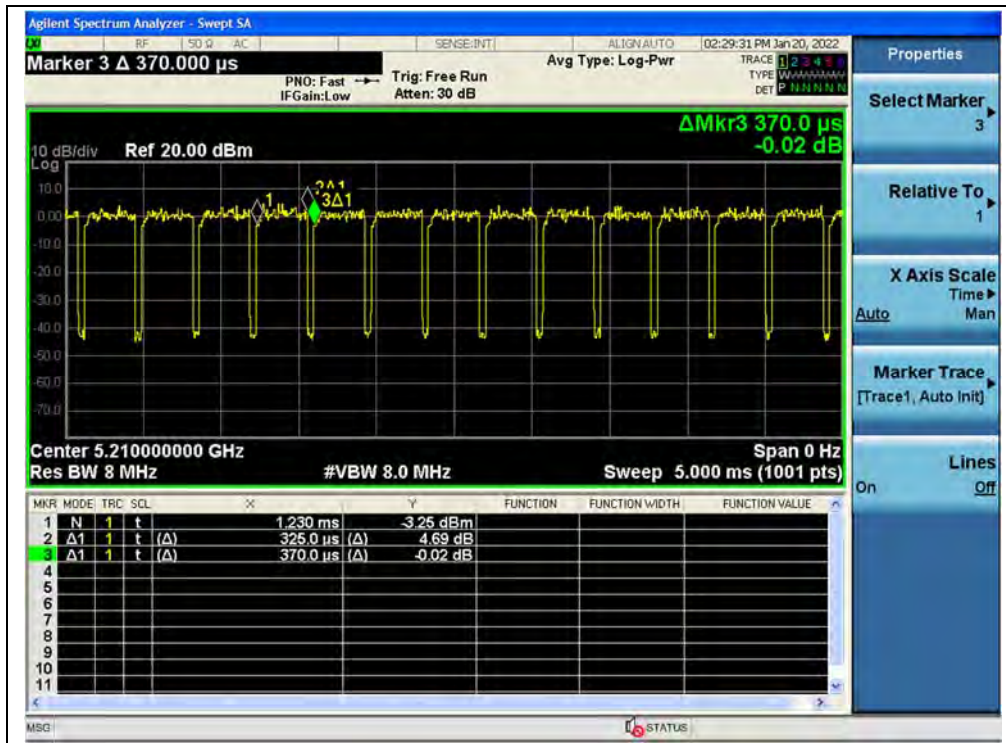 Agilent Spectrum Analyzer - Swept SA
LXI RF 50 Ω AC SENSE:INT ALIGN AUTO 02:29:31 PM Jan 20, 2022
Marker 3 Δ 370.000 µs
PNO: Fast
IFGain:Low
Trig: Free Run
Atten: 30 dB
Avg Type: Log-Pwr
TRACE 1 2 3 4 5 6
TYPE W
DET P N N N N N
ΔMkr3 370.0 µs
-0.02 dB
10 dB/div Ref 20.00 dBm
Log
10.0
0.00
-10.0
-20.0
-30.0
-40.0
-50.0
-60.0
-70.0
1
2Δ1
3Δ1
Center 5.210000000 GHz Span 0 Hz
Res BW 8 MHz #VBW 8.0 MHz Sweep 5.000 ms (1001 pts)
MKR MODE TRC SCL X Y FUNCTION FUNCTION WIDTH FUNCTION VALUE
1 N 1 t 1.230 ms -3.25 dBm
2 Δ1 1 t (Δ) 325.0 µs (Δ) 4.69 dB
3 Δ1 1 t (Δ) 370.0 µs (Δ) -0.02 dB
4
5
6
7
8
9
10
11
MSG STATUS
Properties
Select Marker
3
Relative To
1
X Axis Scale
Time
Auto Man
Marker Trace
[Trace1, Auto Init]
Lines
On Off